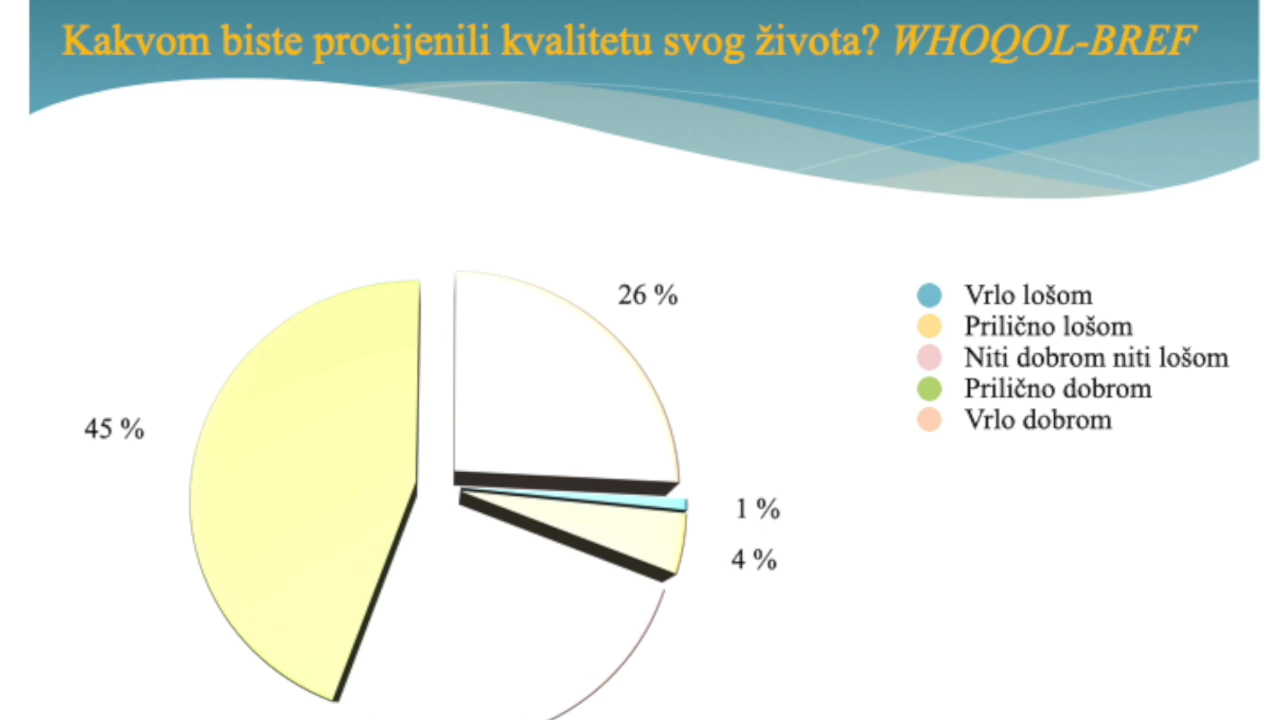 Kakvom biste procijenili kvalitetu svog života? WHOQOL-BREF
26 %
45 %
1 %
4 %
Vrlo lošom
Prilično lošom
Niti dobrom niti lošom
Prilično dobrom
Vrlo dobrom